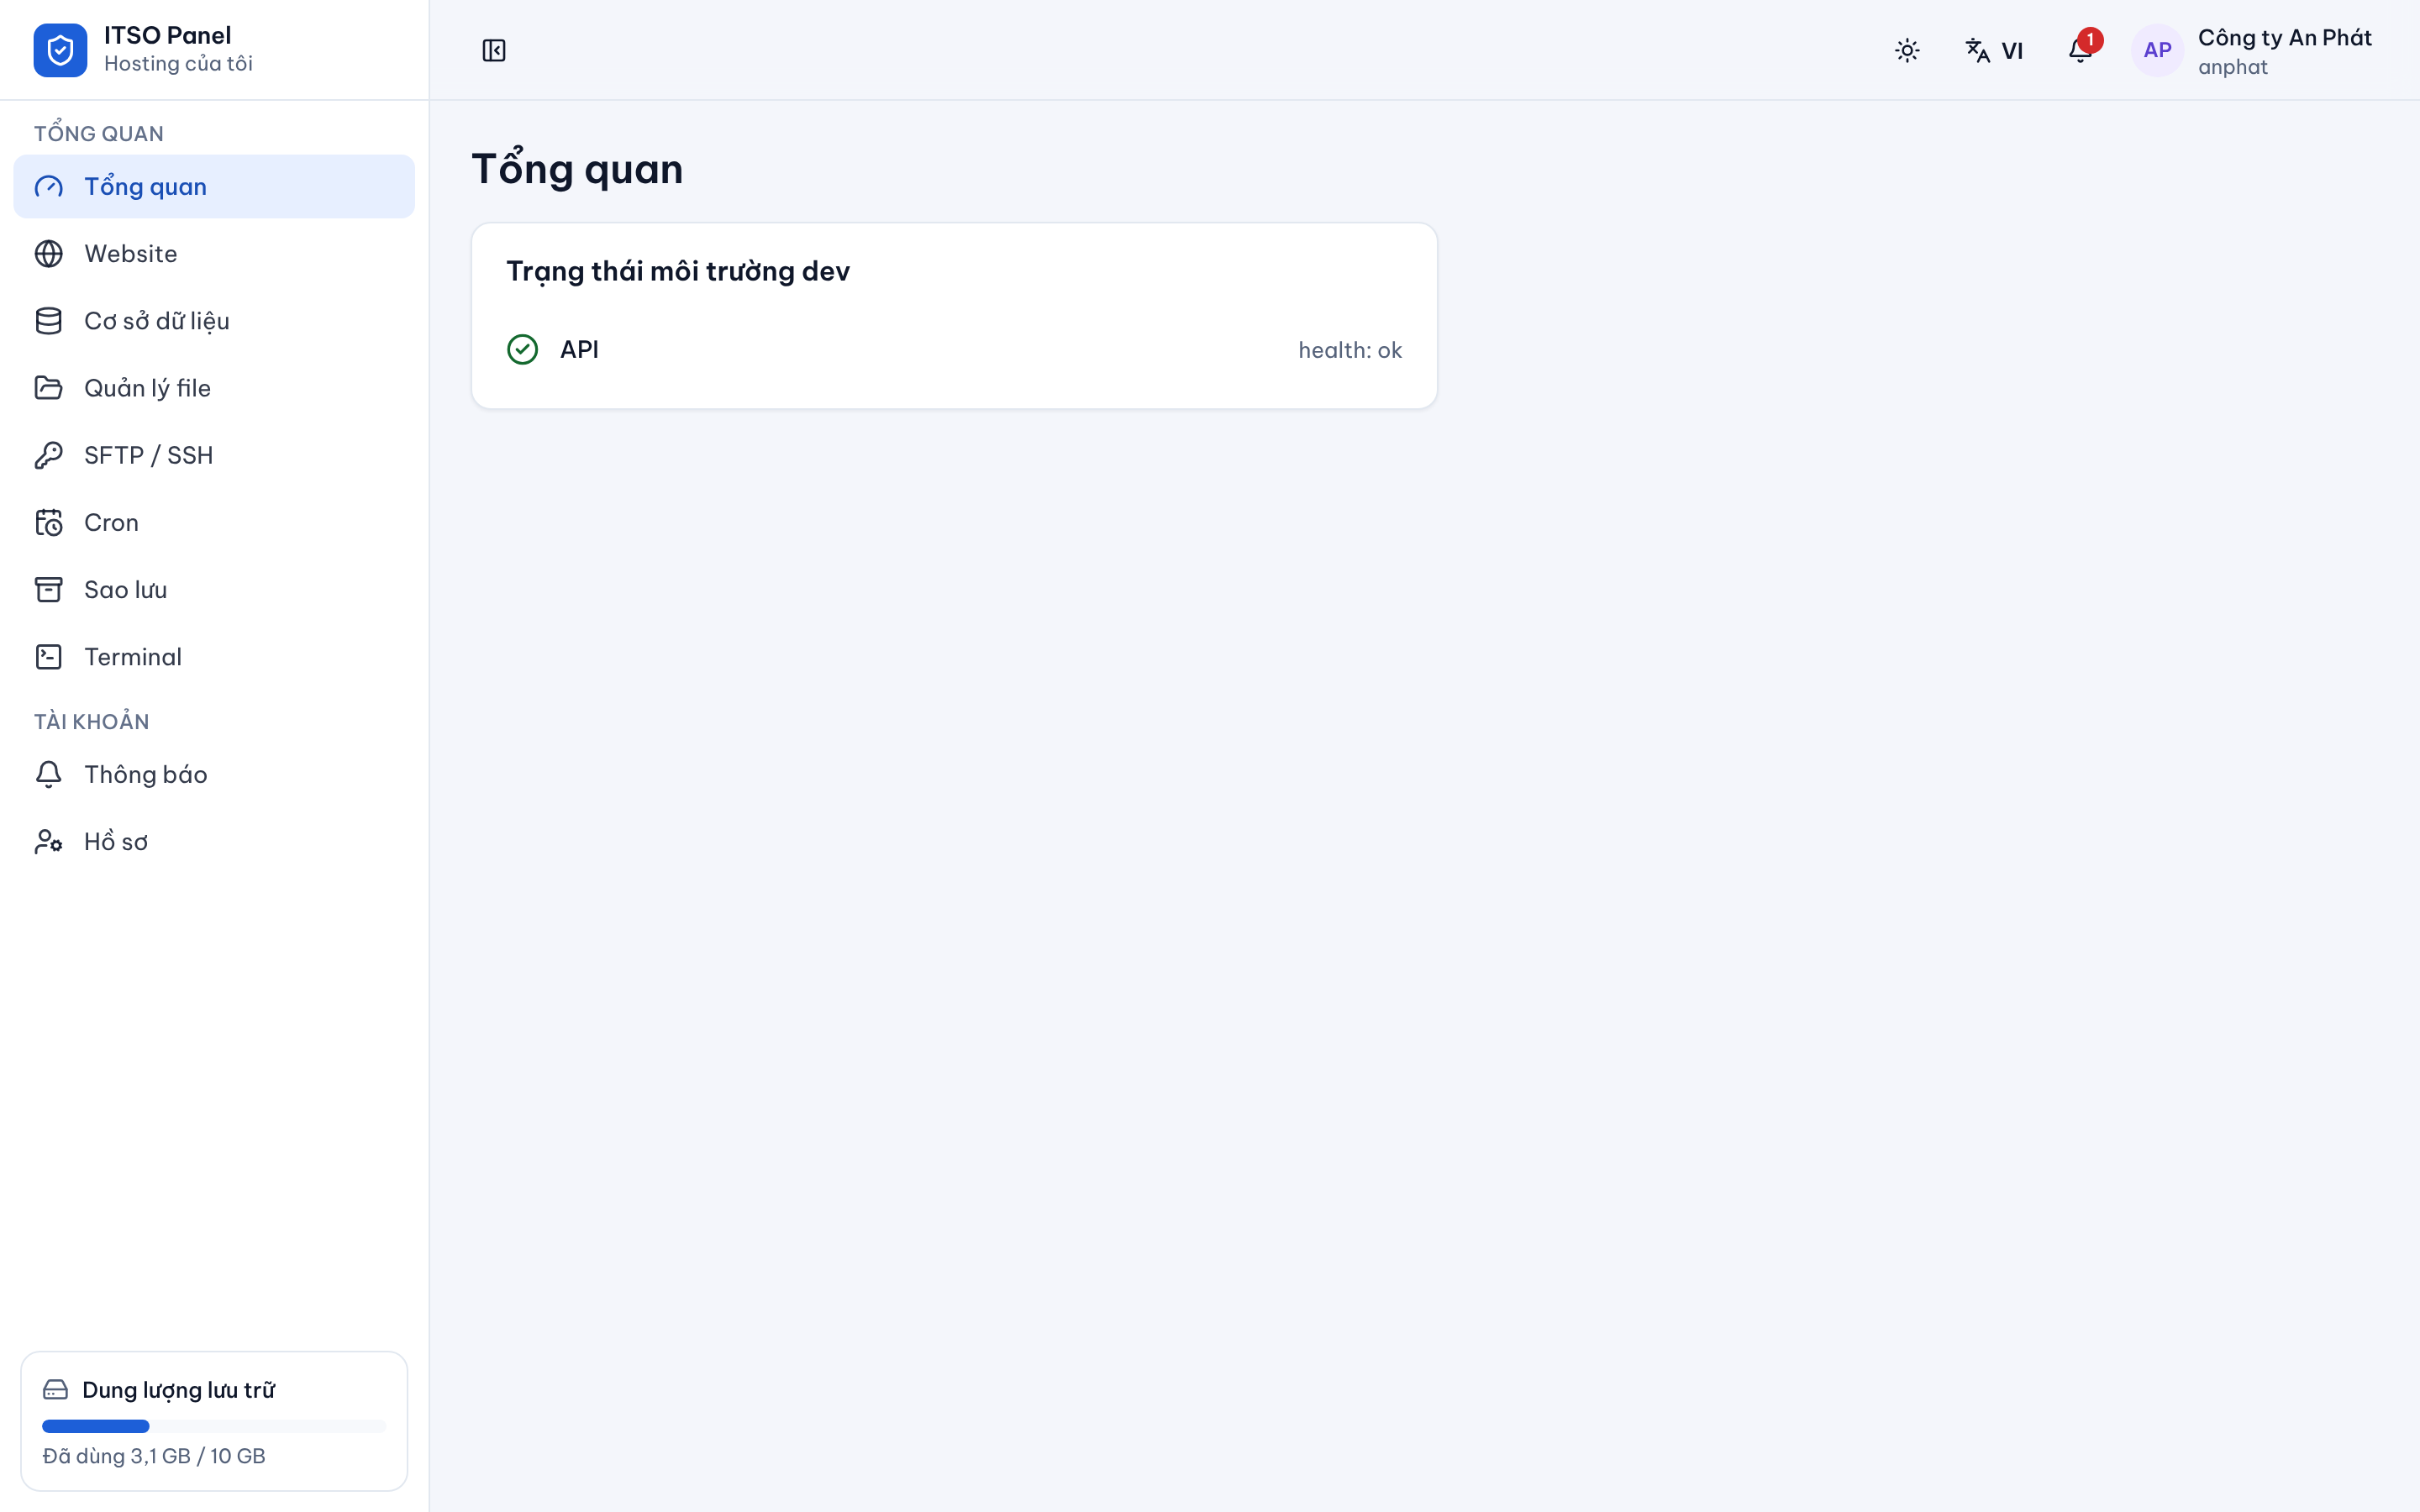 ITSO Panel
Hosting của tôi
VI
1
AP
Công ty An Phát
anphat
TỔNG QUAN
Tổng quan
Website
Cơ sở dữ liệu
Quản lý file
SFTP / SSH
Cron
Sao lưu
Terminal
TÀI KHOẢN
Thông báo
Hồ sơ
Dung lượng lưu trữ
Đã dùng 3,1 GB / 10 GB
Tổng quan
Trạng thái môi trường dev
API health: ok